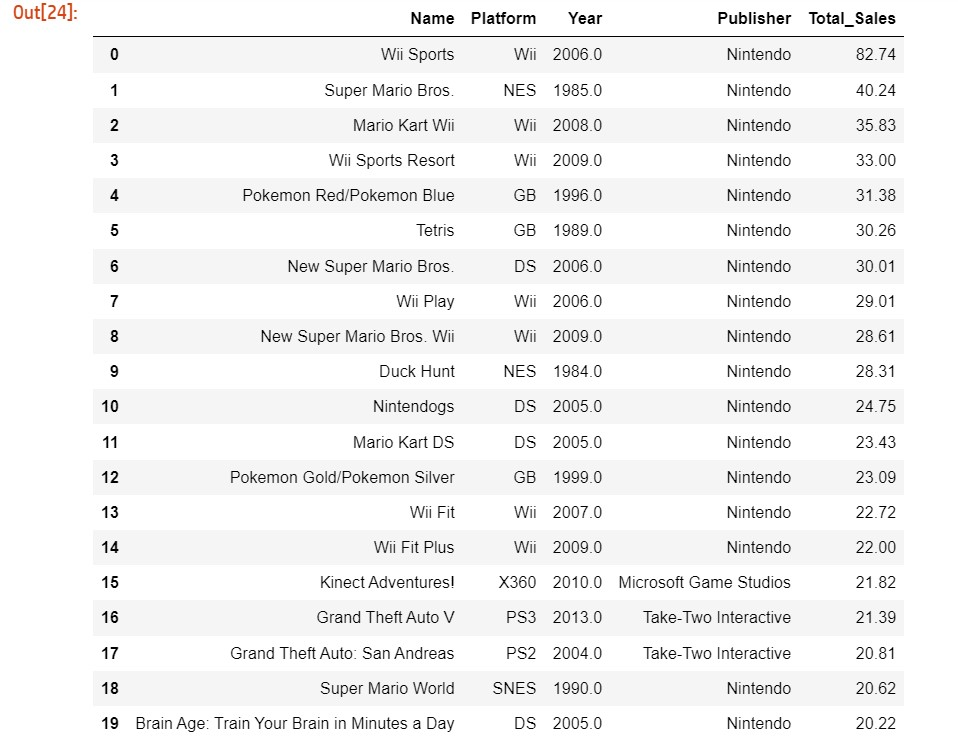 Out[24]:
Name Platform Year Publisher Total_Sales
0 Wii Sports Wii 2006.0 Nintendo 82.74
1 Super Mario Bros. NES 1985.0 Nintendo 40.24
2 Mario Kart Wii Wii 2008.0 Nintendo 35.83
3 Wii Sports Resort Wii 2009.0 Nintendo 33.00
4 Pokemon Red/Pokemon Blue GB 1996.0 Nintendo 31.38
5 Tetris GB 1989.0 Nintendo 30.26
6 New Super Mario Bros. DS 2006.0 Nintendo 30.01
7 Wii Play Wii 2006.0 Nintendo 29.01
8 New Super Mario Bros. Wii Wii 2009.0 Nintendo 28.61
9 Duck Hunt NES 1984.0 Nintendo 28.31
10 Nintendogs DS 2005.0 Nintendo 24.75
11 Mario Kart DS DS 2005.0 Nintendo 23.43
12 Pokemon Gold/Pokemon Silver GB 1999.0 Nintendo 23.09
13 Wii Fit Wii 2007.0 Nintendo 22.72
14 Wii Fit Plus Wii 2009.0 Nintendo 22.00
15 Kinect Adventures! X360 2010.0 Microsoft Game Studios 21.82
16 Grand Theft Auto V PS3 2013.0 Take-Two Interactive 21.39
17 Grand Theft Auto: San Andreas PS2 2004.0 Take-Two Interactive 20.81
18 Super Mario World SNES 1990.0 Nintendo 20.62
19 Brain Age: Train Your Brain in Minutes a Day DS 2005.0 Nintendo 20.22